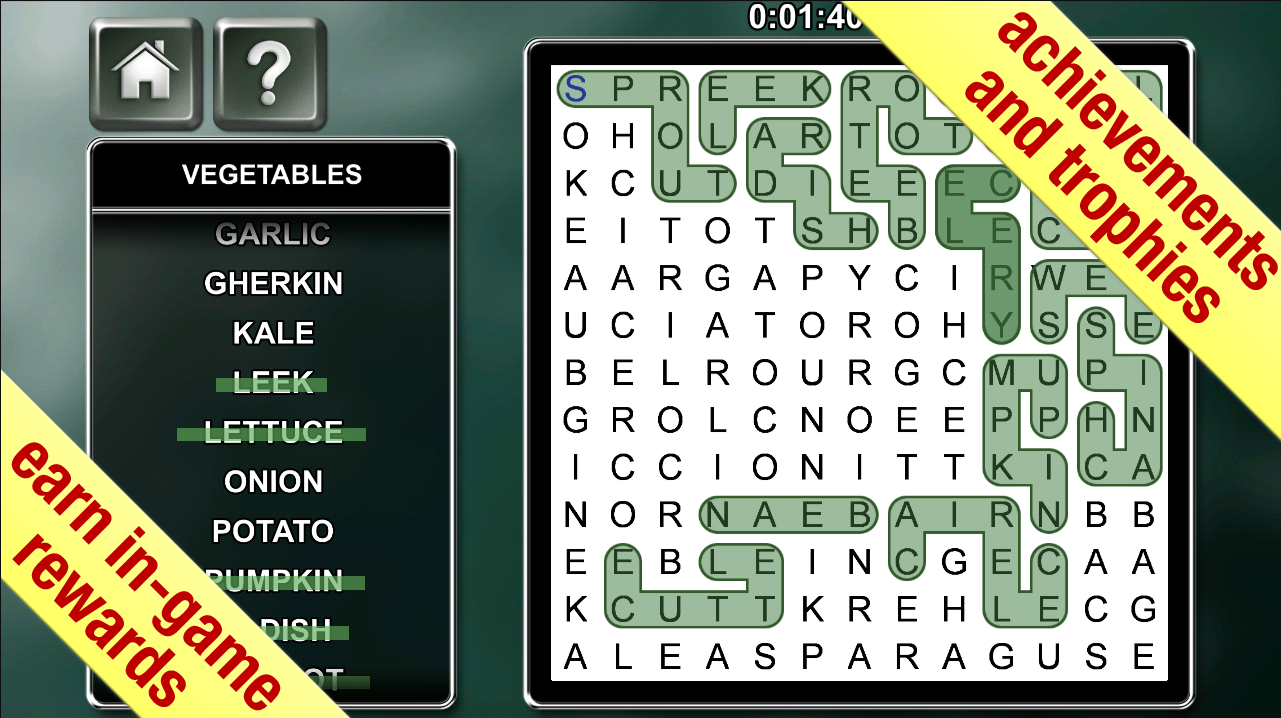 0:01:40
achievements
and trophies
VEGETABLES
GARLIC
GHERKIN
KALE
LEEK
LETTUCE
ONION
POTATO
PUMPKIN
DISH
OT
earn in-game
rewards
S P R E E K R O
O H O L A R T O T
K C U T D I E E E C
E I T O T S H B L E C
A A R G A P Y C I R W E
U C I A T O R O H Y S S E
B E L R O U R G C M U P I
G R O L C N O E E P P H N
I C C I O N I T T K I C A
N O R N A E B A I R N B B
E E B L E I N C G E C A A
K C U T T K R E H L E C G
A L E A S P A R A G U S E